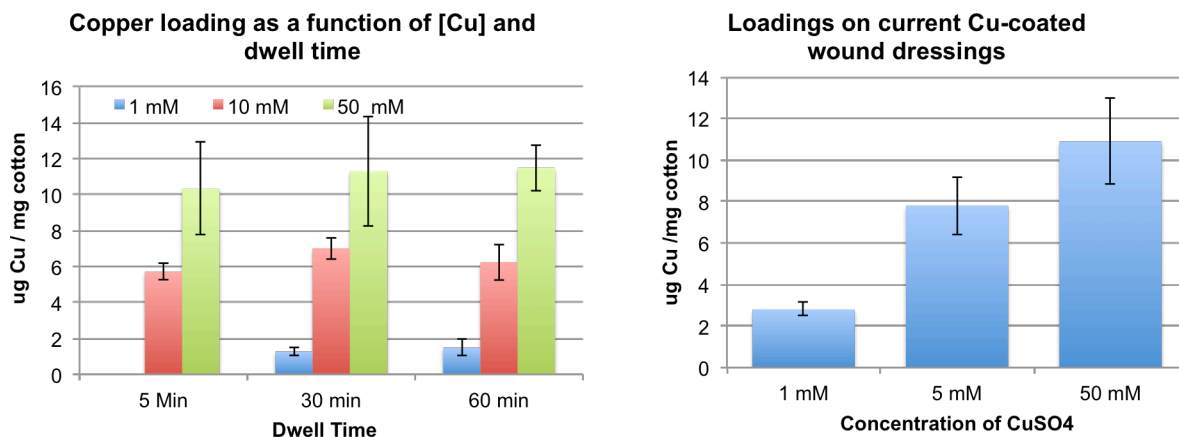 Copper loading as a function of [Cu] and
dwell time
16
14
12
10
8
6
4
2
0
1 mM
10 mM
50 mM
ug Cu / mg cotton
5 Min
30 min
60 min
Dwell Time
Loadings on current Cu-coated
wound dressings
14
12
10
8
6
4
2
0
ug Cu /mg cotton
1 mM
5 mM
50 mM
Concentration of CuSO4